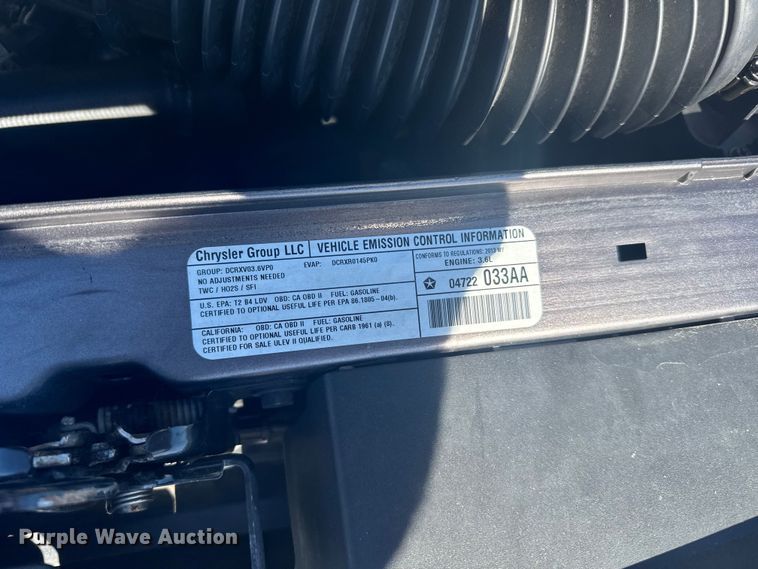 Chrysler Group LLC
VEHICLE EMISSION CONTROL INFORMATION
GROUP: DCRXV03.6VP0 EVAP: DCRXR0145PK0
NO ADJUSTMENTS NEEDED
TWC / HO2S / SFI
CONFORMS TO REGULATIONS: 2013 MY
ENGINE: 3.6L
04722 033AA
U.S. EPA: T2 B4 LDV OBD: CA OBD II FUEL: GASOLINE
CERTIFIED TO OPTIONAL USEFUL LIFE PER EPA 86.1805-04(b).
CALIFORNIA: OBD: CA OBD II FUEL: GASOLINE
CERTIFIED TO OPTIONAL USEFUL LIFE PER CARB 1961 (a) (8).
CERTIFIED FOR SALE ULEV II QUALIFIED.
Purple Wave Auction